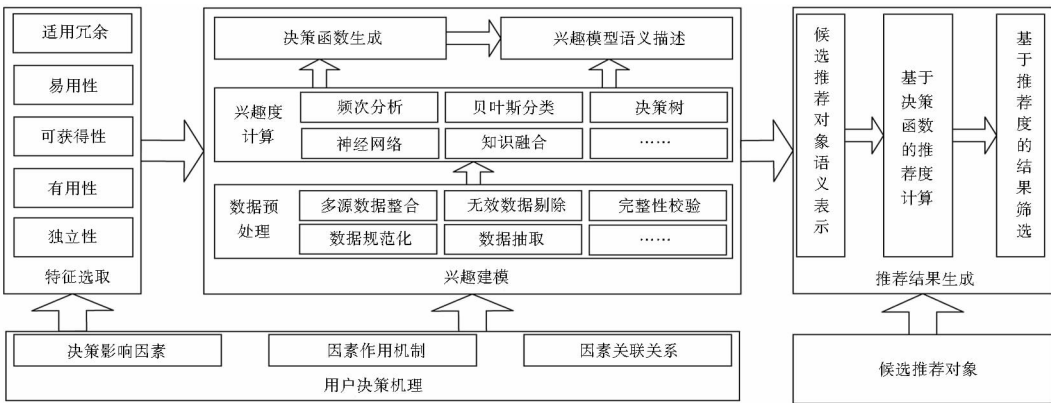 适用冗余
易用性
可获得性
有用性
独立性
特征选取
决策函数生成
兴趣模型语义描述
兴趣度
计算
频次分析
贝叶斯分类
决策树
神经网络
知识融合
……
数据预
处理
多源数据整合
无效数据剔除
完整性校验
数据规范化
数据抽取
……
兴趣建模
候选推荐对象语义表示
基于决策函数的推荐度计算
基于推荐度的结果筛选
推荐结果生成
决策影响因素
因素作用机制
因素关联关系
用户决策机理
候选推荐对象